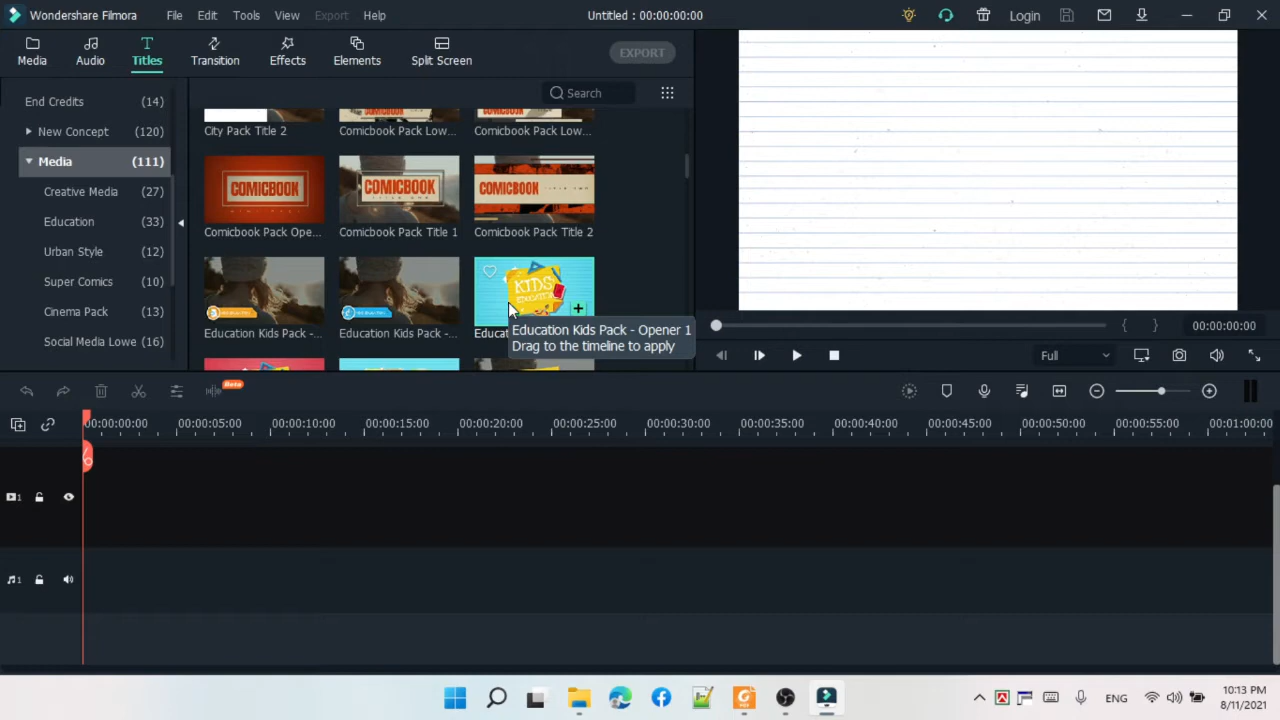 Wondershare Filmora
File Edit Tools View Export Help
Untitled : 00:00:00:00
Login
Media Audio Titles Transition Effects Elements Split Screen
EXPORT
Search
End Credits (14)
New Concept (120)
Media (111)
Creative Media (27)
Education (33)
Urban Style (12)
Super Comics (10)
Cinema Pack (13)
Social Media Lowe (16)
City Pack Title 2
Comicbook Pack Low...
Comicbook Pack Low...
COMICBOOK
COMICBOOK
COMICBOOK
Comicbook Pack Ope...
Comicbook Pack Title 1
Comicbook Pack Title 2
KIDS
EDUCATION
Education Kids Pack -...
Education Kids Pack -...
Educat
Education Kids Pack - Opener 1
Drag to the timeline to apply
00:00:00:00
Full
Beta
00:00:00:00 00:00:05:00 00:00:10:00 00:00:15:00 00:00:20:00 00:00:25:00 00:00:30:00 00:00:35:00 00:00:40:00 00:00:45:00 00:00:50:00 00:00:55:00 00:01:00:00
1
1
ENG
10:13 PM
8/11/2021